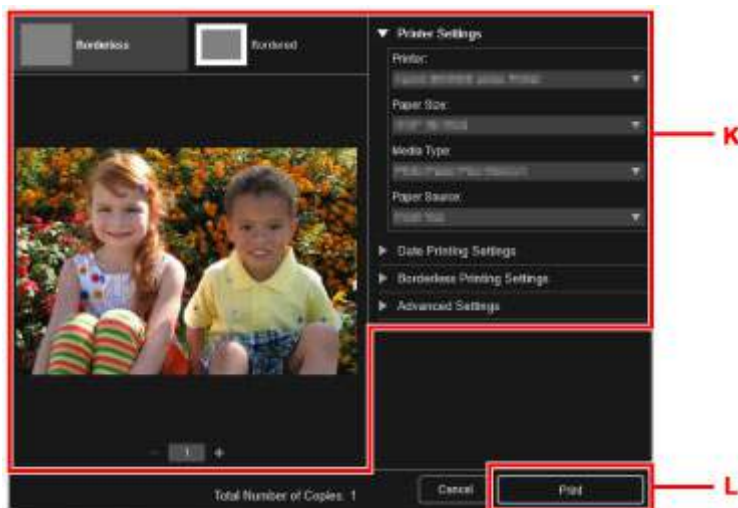 Borderless
Bordered
Printer Settings
Printer:
Paper Size:
Media Type:
Paper Source:
Date Printing Settings
Borderless Printing Settings
Advanced Settings
K
1
Total Number of Copies: 1
Cancel
Print
L